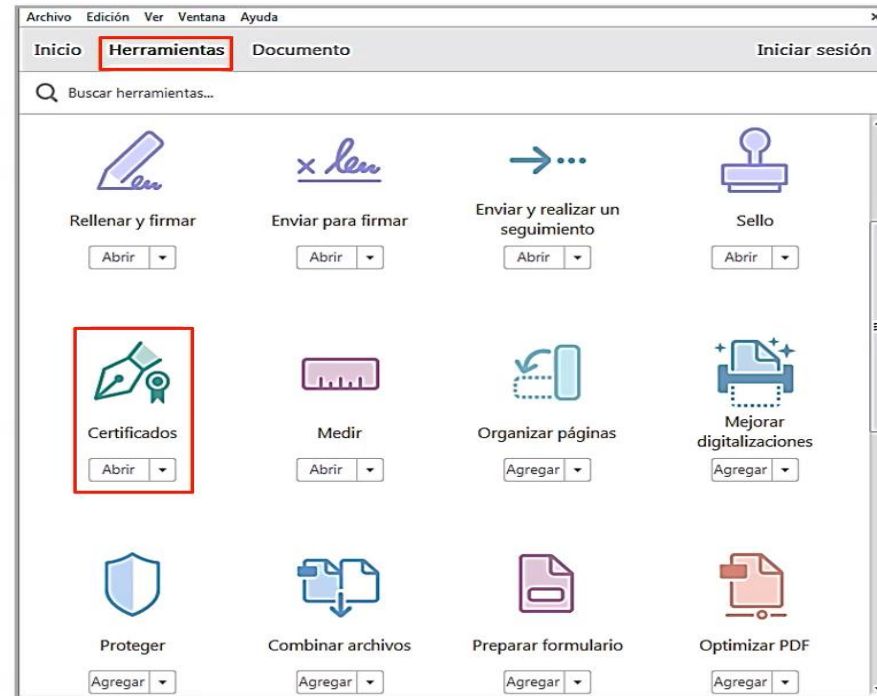 Archivo Edición Ver Ventana Ayuda
Inicio Herramientas Documento Iniciar sesión
Buscar herramientas...
Rellenar y firmar
Enviar para firmar
Enviar y realizar un
seguimiento
Sello
Abrir
Abrir
Abrir
Abrir
Certificados
Medir
Organizar páginas
Mejorar
digitalizaciones
Abrir
Abrir
Agregar
Agregar
Proteger
Combinar archivos
Preparar formulario
Optimizar PDF
Agregar
Agregar
Agregar
Agregar